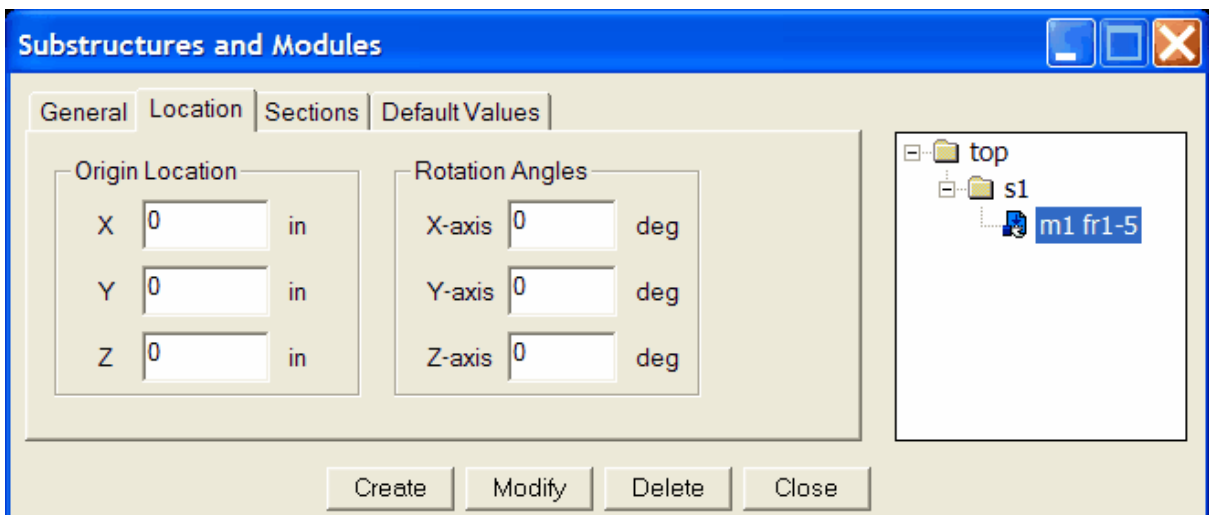 Substructures and Modules
General Location Sections Default Values
Origin Location
X 0 in
Y 0 in
Z 0 in
Rotation Angles
X-axis 0 deg
Y-axis 0 deg
Z-axis 0 deg
top
s1
m1 fr1-5
Create Modify Delete Close